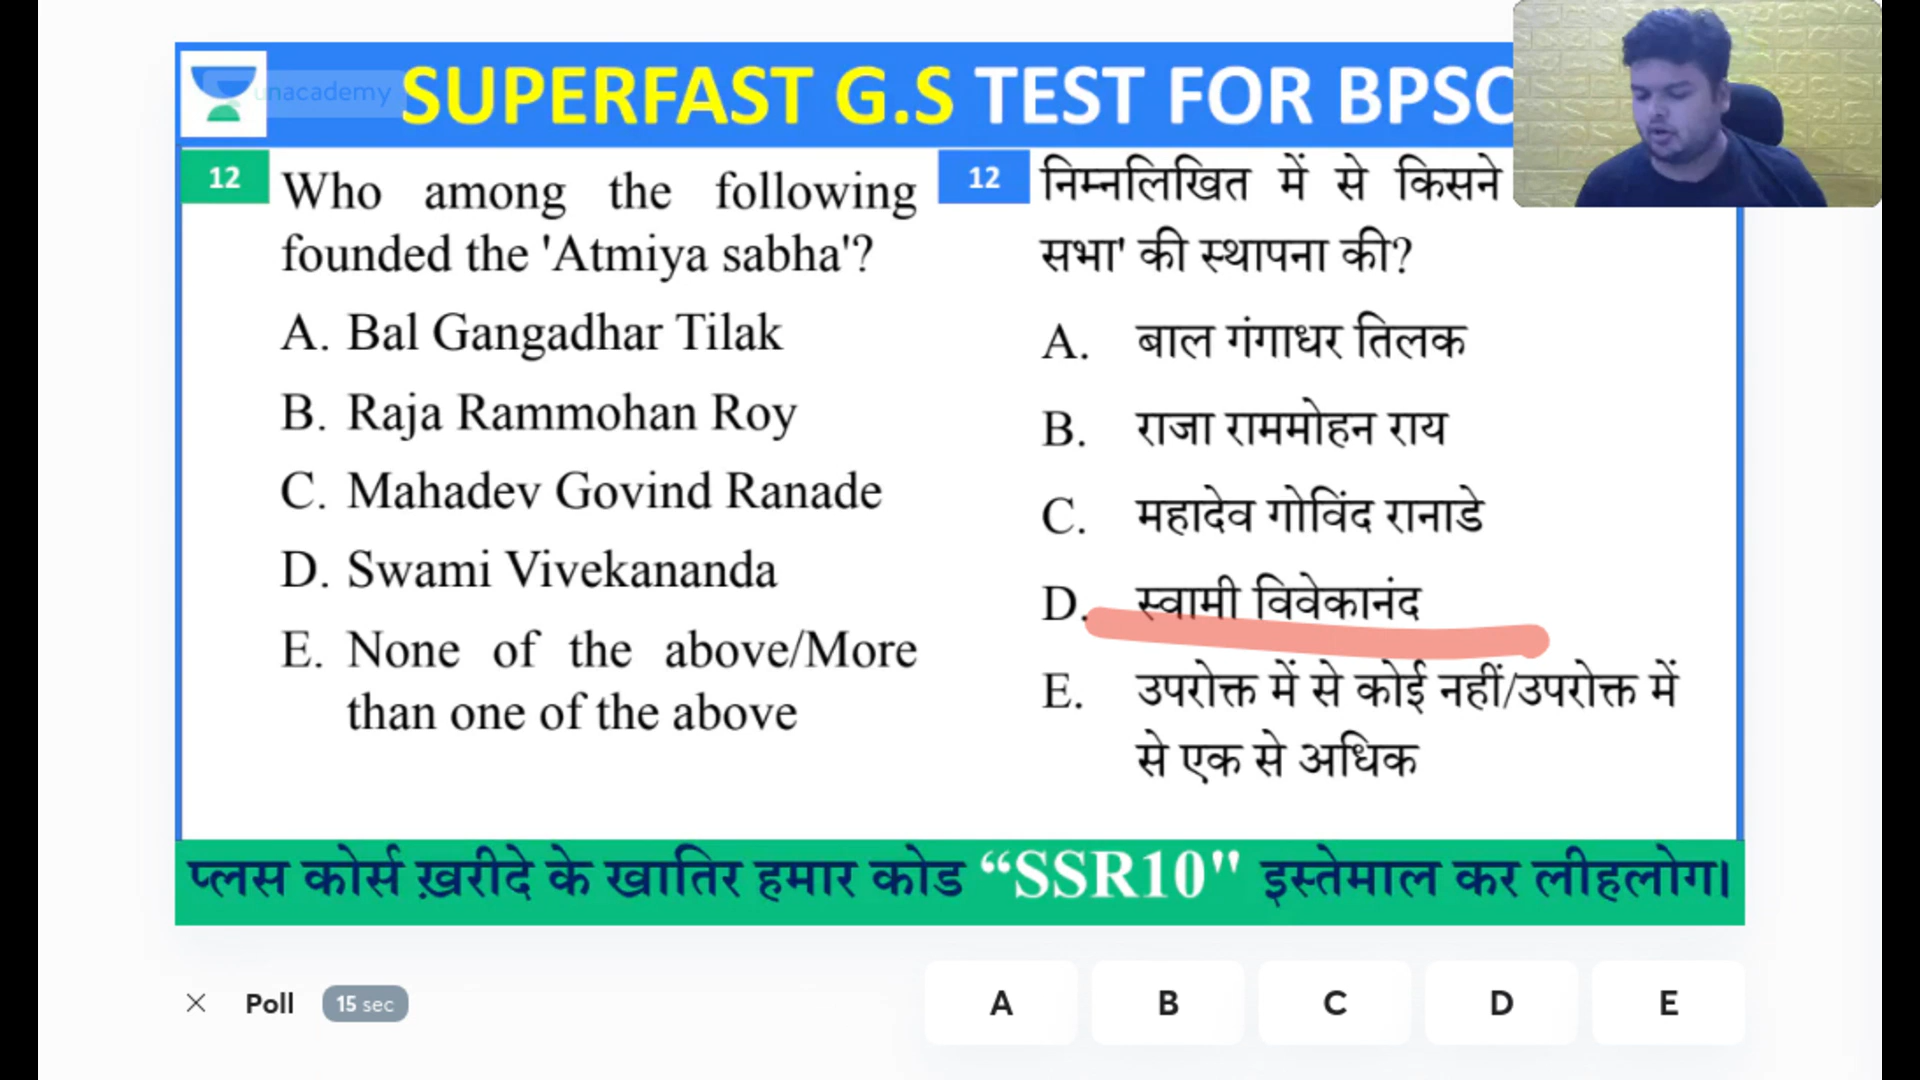 unacademy
SUPERFAST G.S TEST FOR BPSC
12
Who among the following
founded the 'Atmiya sabha'?
A. Bal Gangadhar Tilak
B. Raja Rammohan Roy
C. Mahadev Govind Ranade
D. Swami Vivekananda
E. None of the above/More
than one of the above
12
निम्नलिखित में से किसने
सभा' की स्थापना की?
A. बाल गंगाधर तिलक
B. राजा राममोहन राय
C. महादेव गोविंद रानाडे
D. स्वामी विवेकानंद
E. उपरोक्त में से कोई नहीं/उपरोक्त में
से एक से अधिक
प्लस कोर्स ख़रीदे के खातिर हमार कोड “SSR10" इस्तेमाल कर लीहलोग।
Poll 15 sec
A B C D E